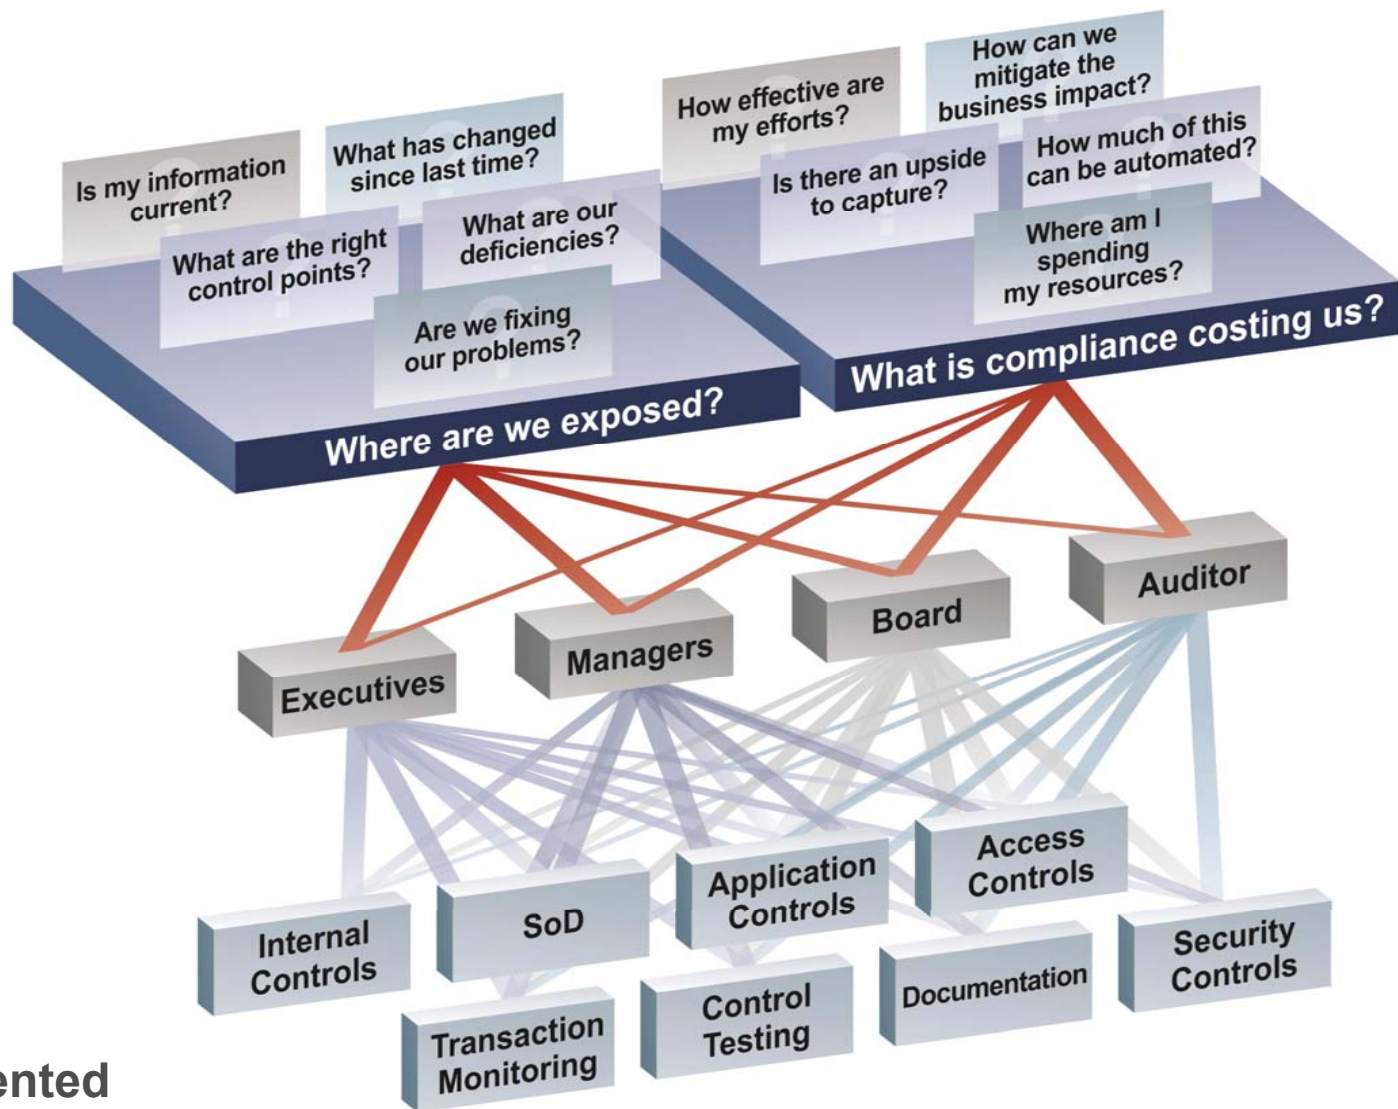 How can we
mitigate the
business impact?
How effective are
my efforts?
What has changed
since last time?
Is my information
current?
How much of this
can be automated?
Is there an upside
to capture?
What are our
deficiencies?
What are the right
control points?
Where am I
spending
my resources?
Are we fixing
our problems?
What is compliance costing us?
Where are we exposed?
Auditor
Board
Managers
Executives
Access
Controls
Application
Controls
SoD
Internal
Controls
Security
Controls
Documentation
Control
Testing
Transaction
Monitoring
ented